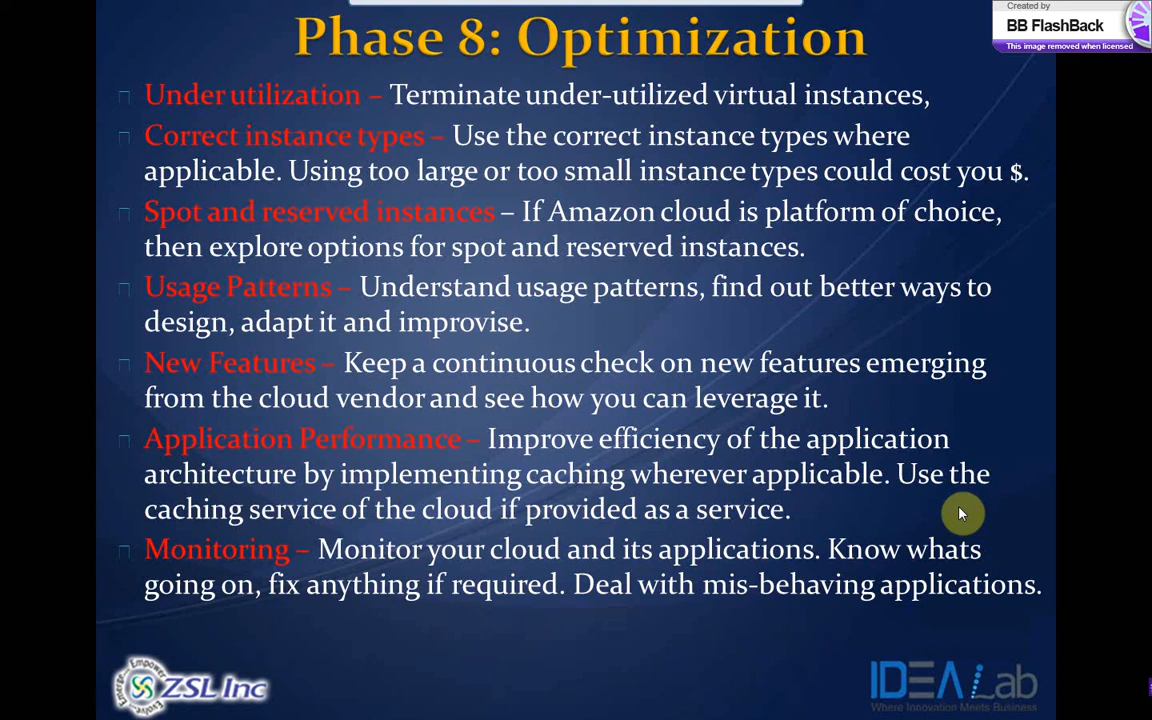 Created by
BB FlashBack
This image removed when licensed
Phase 8: Optimization
Under utilization – Terminate under-utilized virtual instances,
Correct instance types – Use the correct instance types where
applicable. Using too large or too small instance types could cost you $.
Spot and reserved instances – If Amazon cloud is platform of choice,
then explore options for spot and reserved instances.
Usage Patterns – Understand usage patterns, find out better ways to
design, adapt it and improvise.
New Features – Keep a continuous check on new features emerging
from the cloud vendor and see how you can leverage it.
Application Performance – Improve efficiency of the application
architecture by implementing caching wherever applicable. Use the
caching service of the cloud if provided as a service.
Monitoring – Monitor your cloud and its applications. Know whats
going on, fix anything if required. Deal with mis-behaving applications.
Emerge Empower Evolve
ZSL Inc
IDEA Lab
Where Innovation Meets Business